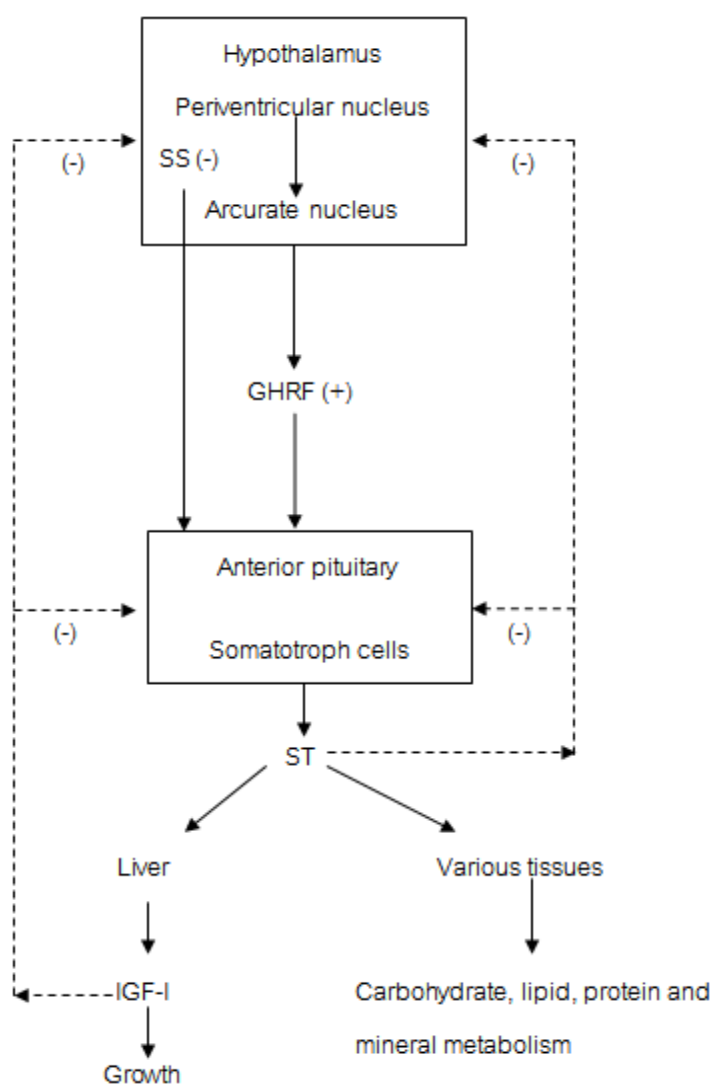 Hypothalamus
Periventricular nucleus
(-)
SS (-)
(-)
Arcurate nucleus
GHRF (+)
Anterior pituitary
(-)
(-)
Somatotroph cells
ST
Liver
Various tissues
IGF-I
Carbohydrate, lipid, protein and
mineral metabolism
Growth